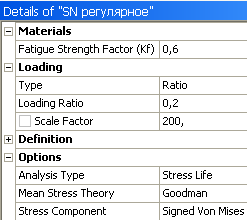 Details of "SN регулярное"
Materials
Fatigue Strength Factor (Kf) 0,6
Loading
Type Ratio
Loading Ratio 0,2
Scale Factor 200,
Definition
Options
Analysis Type Stress Life
Mean Stress Theory Goodman
Stress Component Signed Von Mises